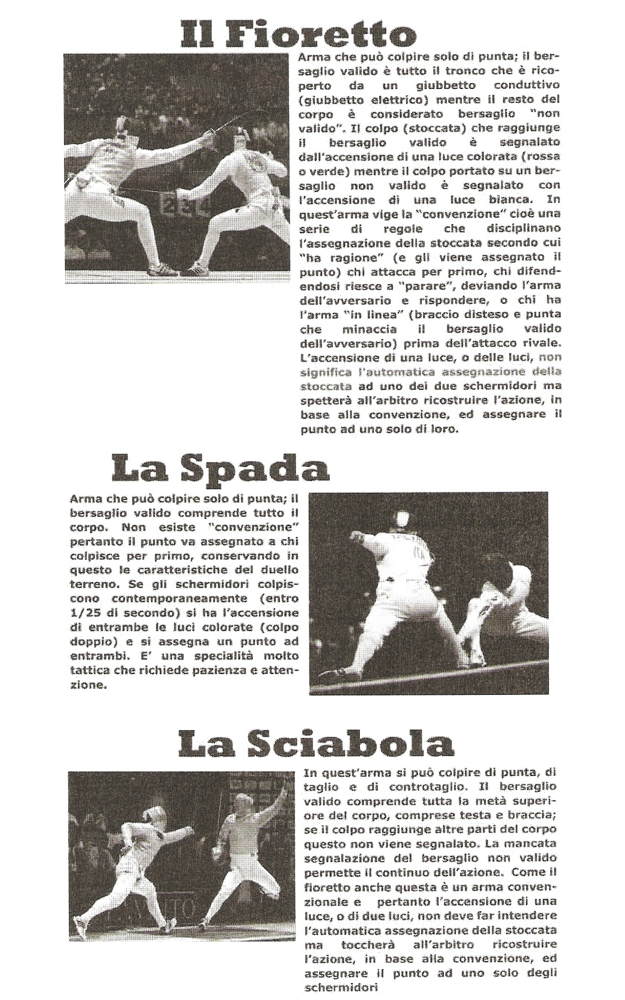 Il Fioretto
Arma che può colpire solo di punta; il ber-
saglio valido è tutto il tronco che è rico-
perto da un giubbetto conduttivo
(giubbetto elettrico) mentre il resto del
corpo è considerato bersaglio "non
valido". Il colpo (stoccata) che raggiunge
il bersaglio valido è segnalato
dall'accensione di una luce colorata (rossa
o verde) mentre il colpo portato su un ber-
saglio non valido è segnalato con
l'accensione di una luce bianca. In
quest'arma vige la "convenzione" cioè una
serie di regole che disciplinano
l'assegnazione della stoccata secondo cui
"ha ragione" (e gli viene assegnato il
punto) chi attacca per primo, chi difend-
endosi riesce a "parare", deviando l'arma
dell'avversario e rispondere, o chi ha
l'arma "in linea" (braccio disteso e punta
che minaccia il bersaglio valido
dell'avversario) prima dell'attacco rivale.
L'accensione di una luce, o delle luci, non
significa l'automatica assegnazione della
stoccata ad uno dei due schermidori ma
spetterà all'arbitro ricostruire l'azione, in
base alla convenzione, ed assegnare il
punto ad uno solo di loro.
La Spada
Arma che può colpire solo di punta; il
bersaglio valido comprende tutto il
corpo. Non esiste "convenzione"
pertanto il punto va assegnato a chi
colpisce per primo, conservando in
questo le caratteristiche del duello
terreno. Se gli schermidori colpis-
cono contemporaneamente (entro
1/25 di secondo) si ha l'accensione
di entrambe le luci colorate (colpo
doppio) e si assegna un punto ad
entrambi. E' una specialità molto
tattica che richiede pazienza e atten-
zione.
La Sciabola
In quest'arma si può colpire di punta, di
taglio e di controtaglio. Il bersaglio
valido comprende tutta la metà superi-
ore del corpo, comprese testa e braccia;
se il colpo raggiunge altre parti del corpo
questo non viene segnalato. La mancata
segnalazione del bersaglio non valido
permette il continuo dell'azione. Come il
fioretto anche questa è un arma conven-
zionale e pertanto l'accensione di una
luce, o di due luci, non deve far intendere
l'automatica assegnazione della stoccata
ma toccherà all'arbitro ricostruire
l'azione, in base alla convenzione, ed
assegnare il punto ad uno solo degli
schermidori